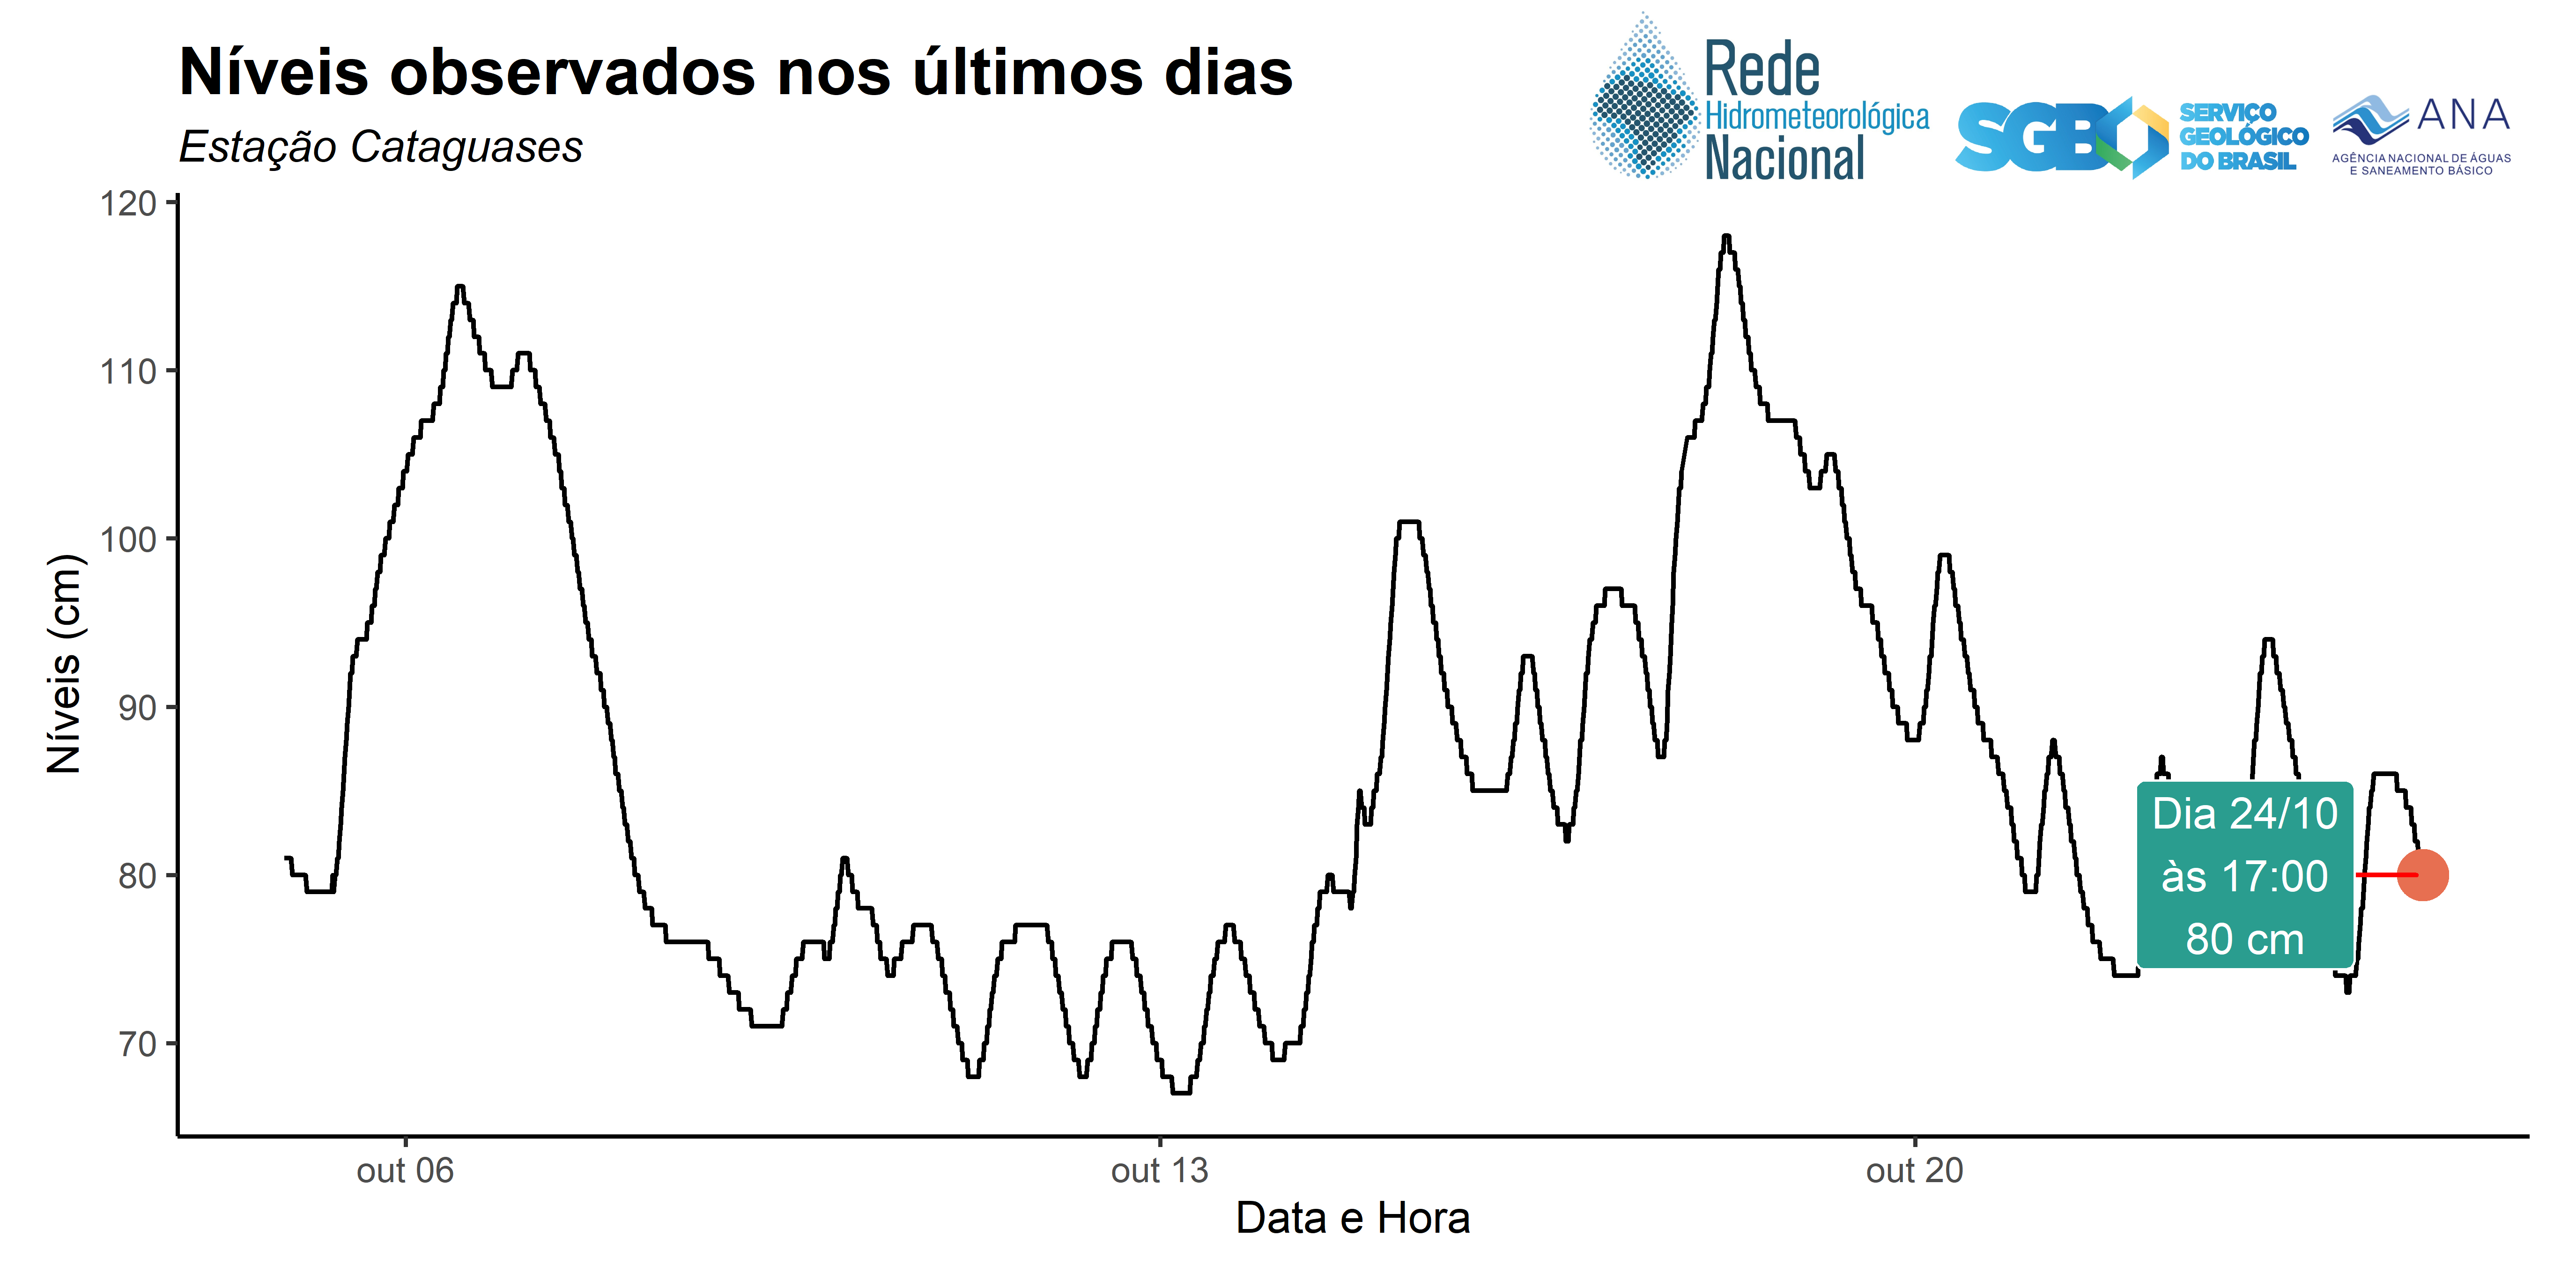 Níveis observados nos últimos dias
Estação Cataguases
Rede
Hidrometeorológica
Nacional
SGB
SERVIÇO
GEOLÓGICO
DO BRASIL
ANA
AGÊNCIA NACIONAL DE ÁGUAS
E SANEAMENTO BÁSICO
Níveis (cm)
120
110
100
90
80
70
Dia 24/10
às 17:00
80 cm
out 06
out 13
out 20
Data e Hora